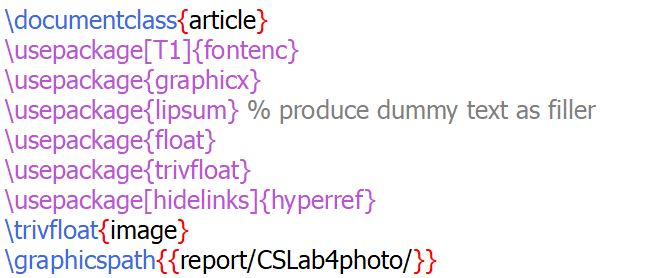 \documentclass{article}
\usepackage[T1]{fontenc}
\usepackage{graphicx}
\usepackage{lipsum} % produce dummy text as filler
\usepackage{float}
\usepackage{trivfloat}
\usepackage[hidelinks]{hyperref}
\trivfloat{image}
\graphicspath{{report/CSLab4photo/}}